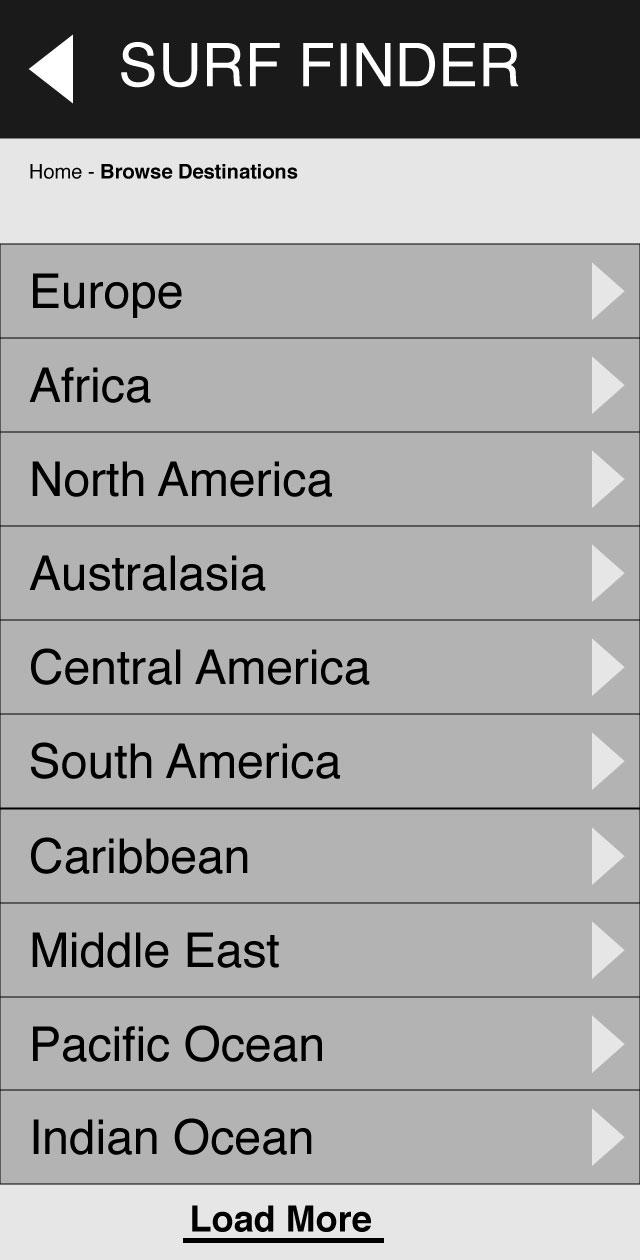 SURF FINDER
Home - Browse Destinations
Europe
Africa
North America
Australasia
Central America
South America
Caribbean
Middle East
Pacific Ocean
Indian Ocean
Load More